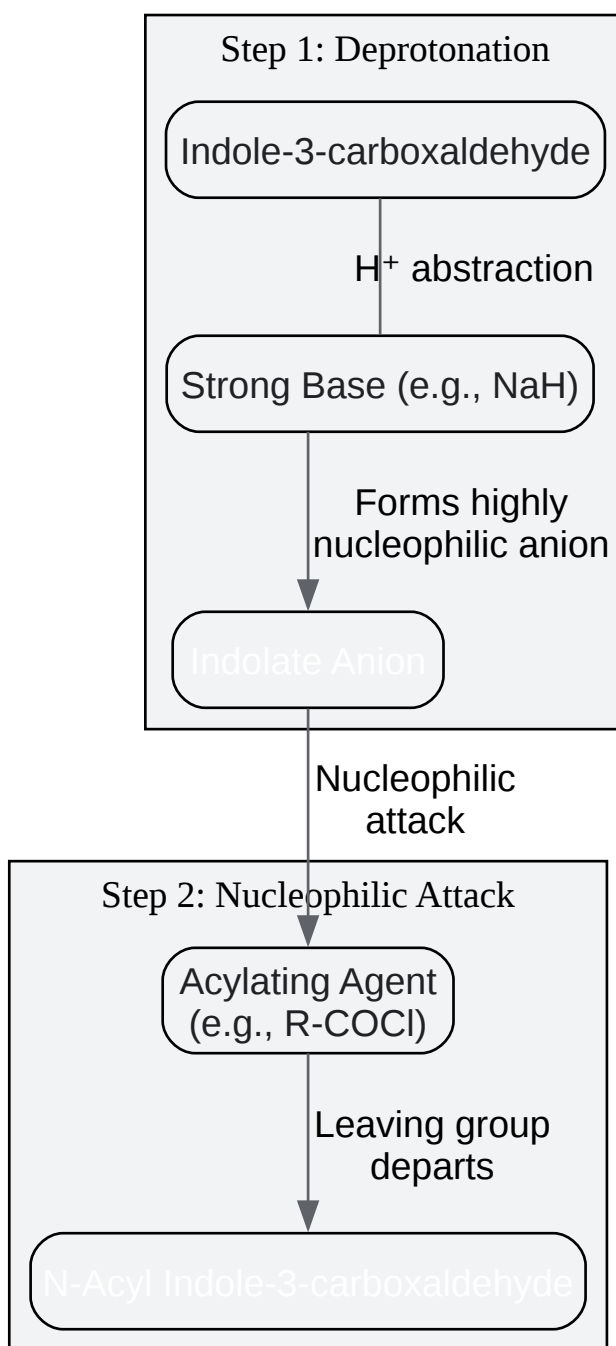 Step 1: Deprotonation
Indole-3-carboxaldehyde
H⁺ abstraction
Strong Base (e.g., NaH)
Forms highly
nucleophilic anion
Indolate Anion
Nucleophilic
attack
Step 2: Nucleophilic Attack
Acylating Agent
(e.g., R-COCl)
Leaving group
departs
N-Acyl Indole-3-carboxaldehyde